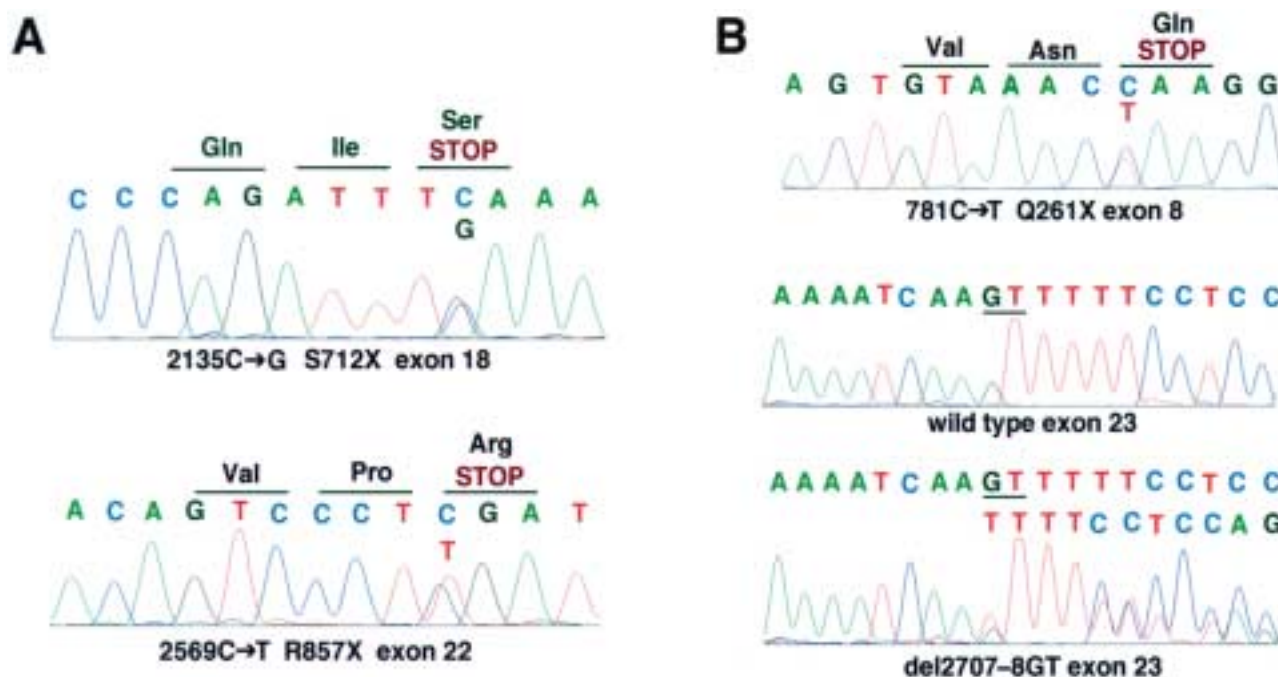 A
Gln Ile Ser
STOP
C C C A G A T T T C A A A
G
2135C→G S712X exon 18
Val Pro Arg
STOP
A C A G T C C C T C G A T
T
2569C→T R857X exon 22
B
Val Asn Gln
STOP
A G T G T A A A C C A A G G
T
781C→T Q261X exon 8
A A A A T C A A G T T T T T C C T C C
wild type exon 23
A A A A T C A A G T T T T T C C T C C
T T T T C C T C C A G
del2707–8GT exon 23